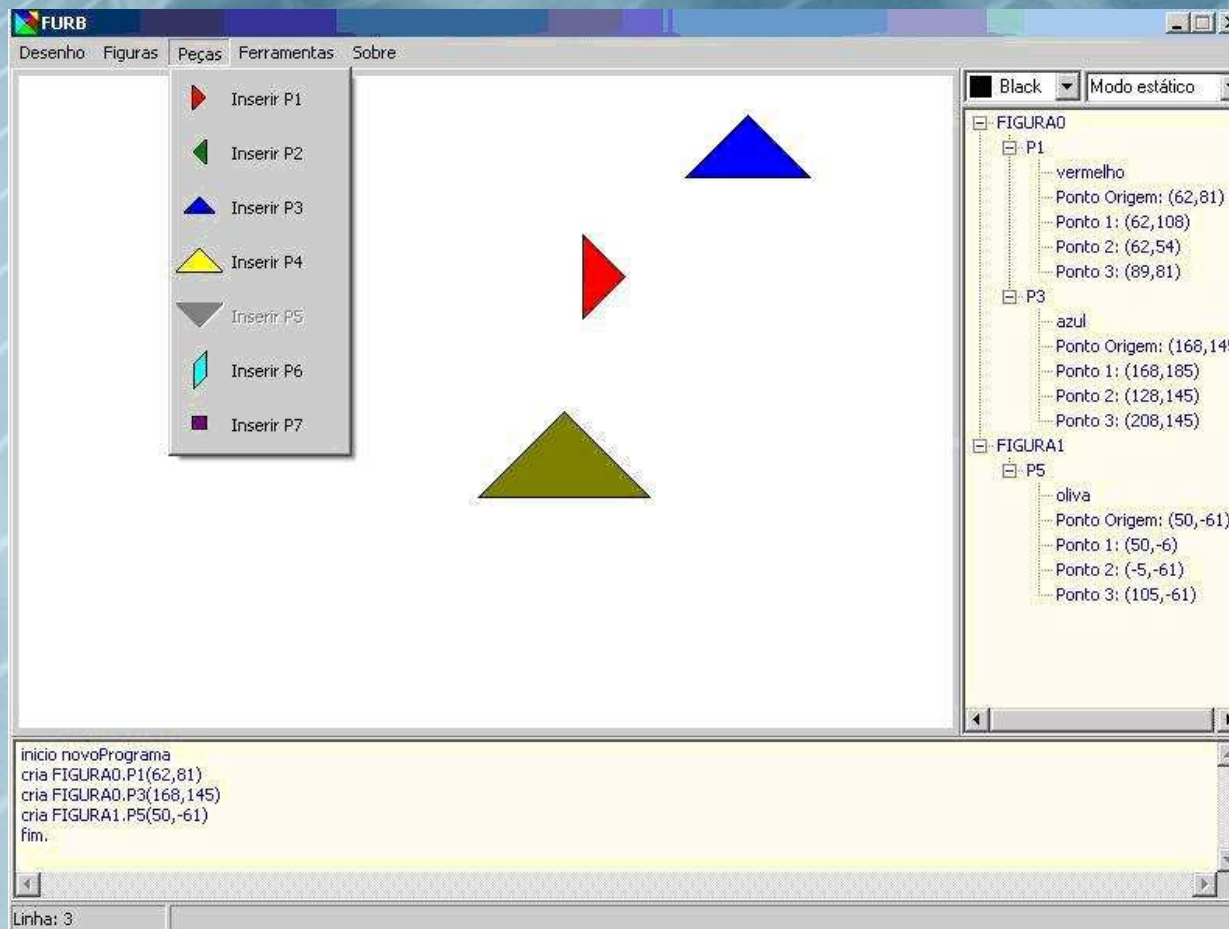 FURB
Desenho Figuras Peças Ferramentas Sobre
Inserir P1
Inserir P2
Inserir P3
Inserir P4
Inserir P5
Inserir P6
Inserir P7
Black Modo estático
FIGURA0
P1
vermelho
Ponto Origem: (62,81)
Ponto 1: (62,108)
Ponto 2: (62,54)
Ponto 3: (89,81)
P3
azul
Ponto Origem: (168,145
Ponto 1: (168,185)
Ponto 2: (128,145)
Ponto 3: (208,145)
FIGURA1
P5
oliva
Ponto Origem: (50,-61)
Ponto 1: (50,-6)
Ponto 2: (-5,-61)
Ponto 3: (105,-61)
inicio novoPrograma
cria FIGURA0.P1(62,81)
cria FIGURA0.P3(168,145)
cria FIGURA1.P5(50,-61)
fim.
Linha: 3